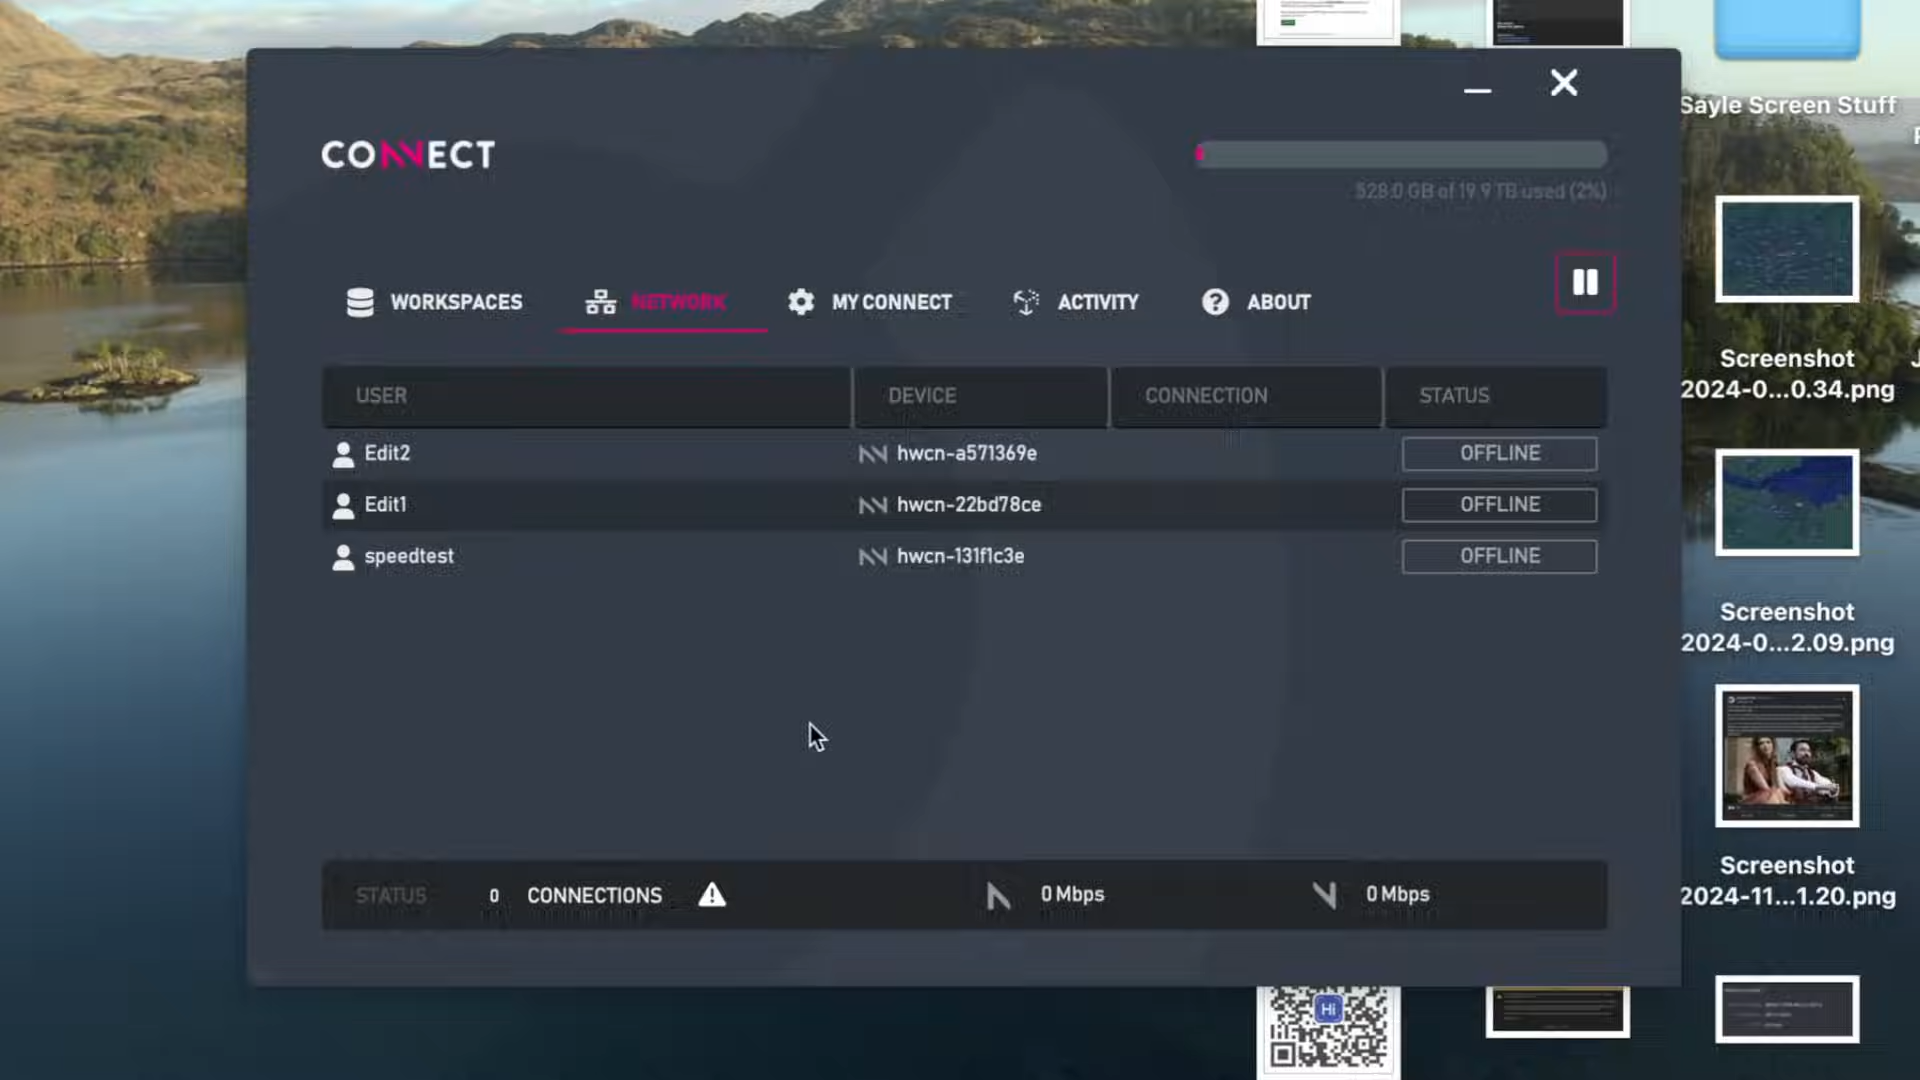 Sayle Screen Stuff
CONNECT
528.0 GB of 19.9 TB used (2%)
WORKSPACES
NETWORK
MY CONNECT
ACTIVITY
ABOUT
USER
DEVICE
CONNECTION
STATUS
Edit2
hwcn-a571369e
OFFLINE
Edit1
hwcn-22bd78ce
OFFLINE
speedtest
hwcn-131f1c3e
OFFLINE
STATUS
0
CONNECTIONS
0 Mbps
0 Mbps
Screenshot
2024-0...0.34.png
Screenshot
2024-0...2.09.png
Screenshot
2024-11...1.20.png
Hi